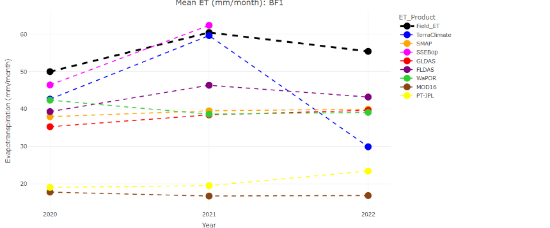 Mean ET (mm/month): BF1
ET_Product
Field_ET
TerraClimate
SMAP
SSEBop
GLDAS
FLDAS
WaPOR
MOD16
PT-JPL
Evapotranspiration (mm/month)
60
50
40
30
20
2020
2021
2022
Year